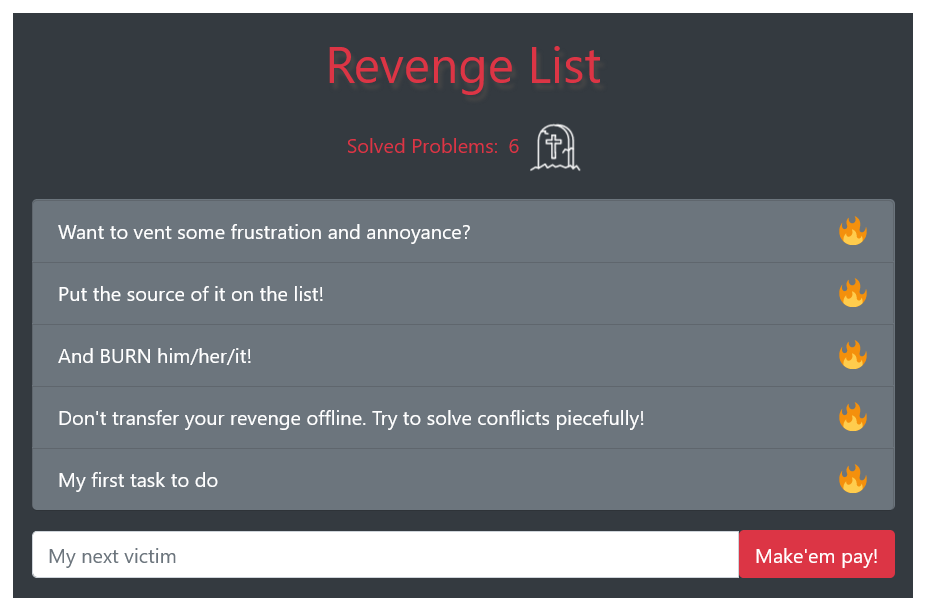 Revenge List
Solved Problems: 6
Want to vent some frustration and annoyance?
Put the source of it on the list!
And BURN him/her/it!
Don't transfer your revenge offline. Try to solve conflicts piecefully!
My first task to do
My next victim
Make'em pay!